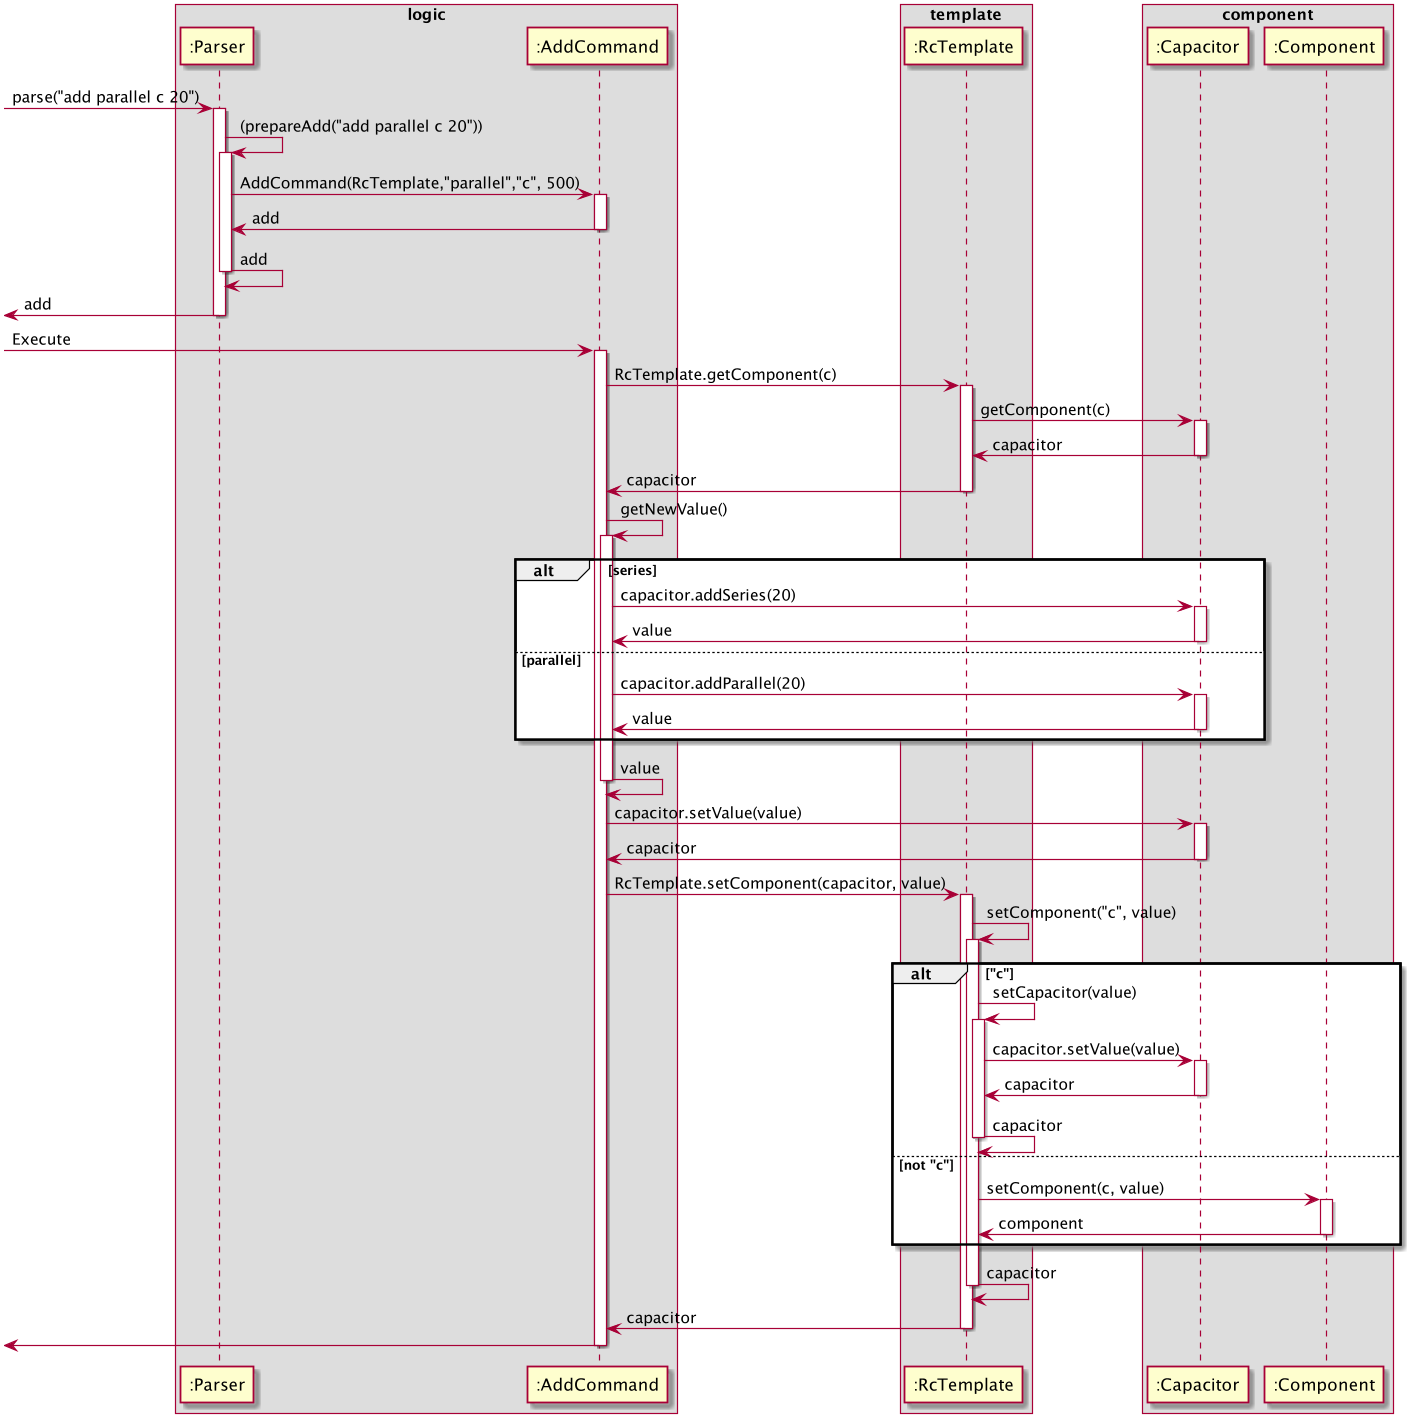 logic
template
component
:Parser
:AddCommand
:RcTemplate
:Capacitor
:Component
parse("add parallel c 20")
(prepareAdd("add parallel c 20"))
AddCommand(RcTemplate,"parallel","c", 500)
add
add
add
Execute
RcTemplate.getComponent(c)
getComponent(c)
capacitor
capacitor
getNewValue()
alt
[series]
capacitor.addSeries(20)
value
[parallel]
capacitor.addParallel(20)
value
value
capacitor.setValue(value)
capacitor
RcTemplate.setComponent(capacitor, value)
setComponent("c", value)
alt
["c"]
setCapacitor(value)
capacitor.setValue(value)
capacitor
capacitor
[not "c"]
setComponent(c, value)
component
capacitor
capacitor
:Parser
:AddCommand
:RcTemplate
:Capacitor
:Component